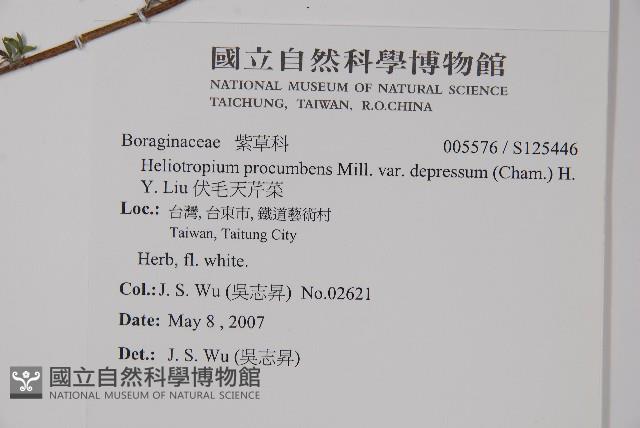 國立自然科學博物館
NATIONAL MUSEUM OF NATURAL SCIENCE
TAICHUNG, TAIWAN, R.O.CHINA
Boraginaceae 紫草科 005576 / S125446
Heliotropium procumbens Mill. var. depressum (Cham.) H.
Y. Liu 伏毛天芹菜
Loc.: 台灣, 台東市, 鐵道藝術村
Taiwan, Taitung City
Herb, fl. white.
Col.: J. S. Wu (吳志昇) No.02621
Date: May 8 , 2007
Det.: J. S. Wu (吳志昇)
國立自然科學博物館
NATIONAL MUSEUM OF NATURAL SCIENCE